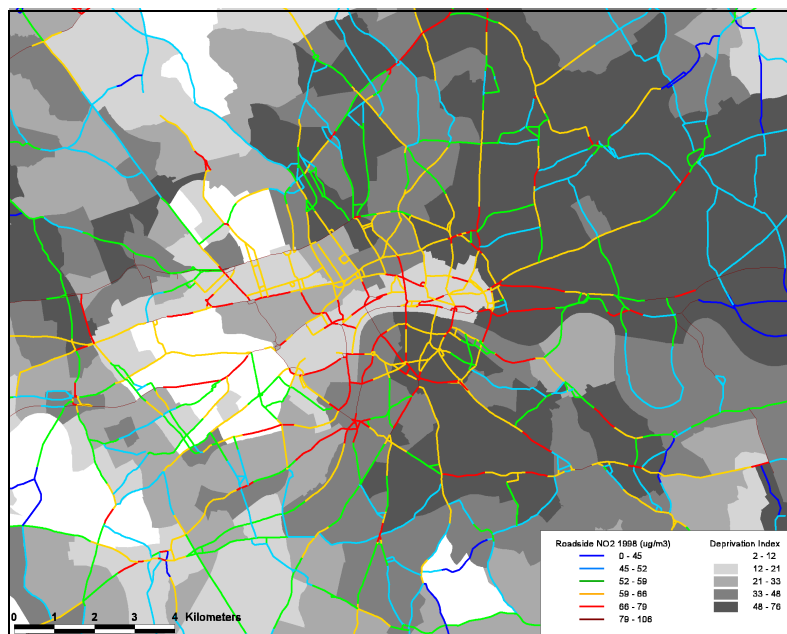 Roadside NO2 1998 (ug/m3)
0 - 45
45 - 52
52 - 59
59 - 66
66 - 79
79 - 106
Deprivation Index
2 - 12
12 - 21
21 - 33
33 - 48
48 - 76
0 1 2 3 4 Kilometers